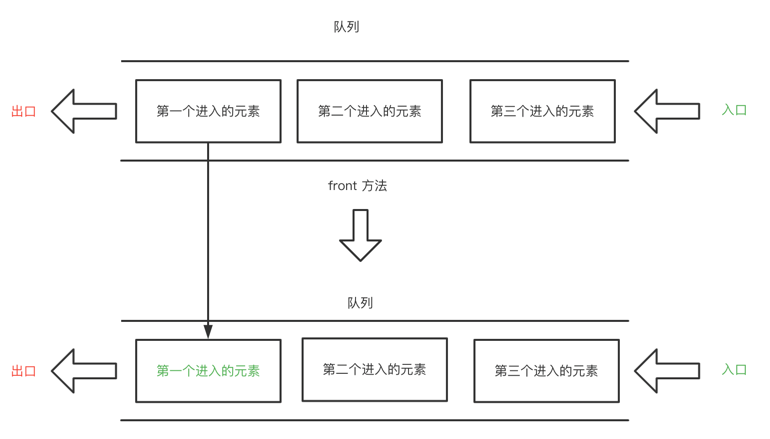 队列
出口
第一个进入的元素
第二个进入的元素
第三个进入的元素
入口
front 方法
队列
出口
第一个进入的元素
第二个进入的元素
第三个进入的元素
入口